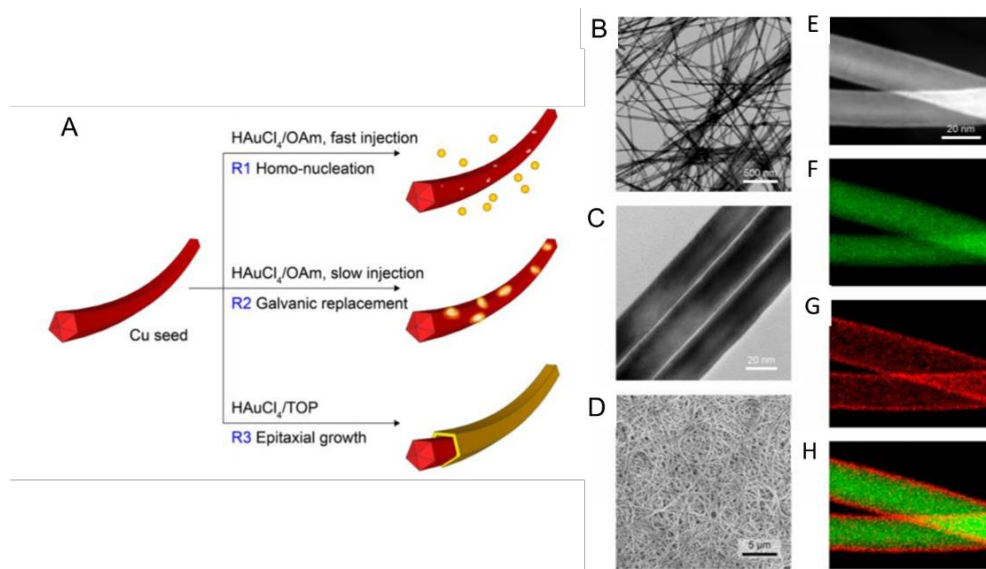 A
HAuCl₄/OAm, fast injection
R1 Homo-nucleation
HAuCl₄/OAm, slow injection
R2 Galvanic replacement
Cu seed
HAuCl₄/TOP
R3 Epitaxial growth
B
500 nm
C
20 nm
D
5 μm
E
20 nm
F
G
H